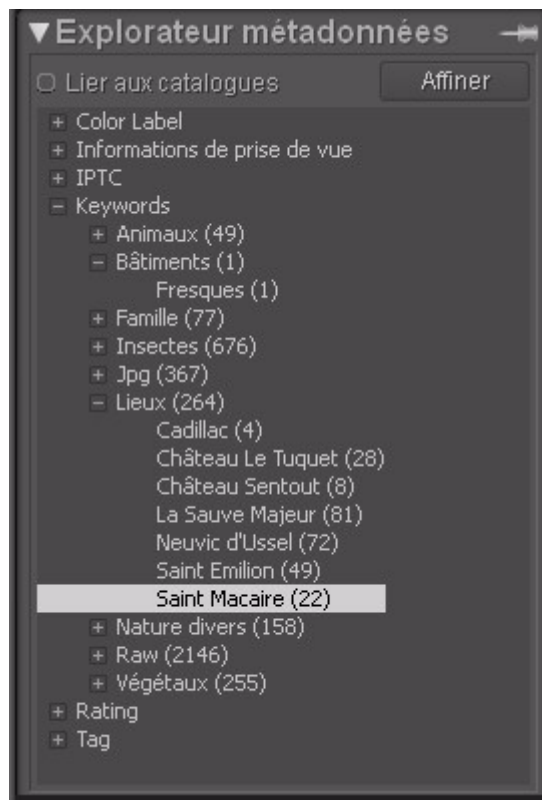 Explorateur métadonnées
Lier aux catalogues Affiner
Color Label
Informations de prise de vue
IPTC
Keywords
Animaux (49)
Bâtiments (1)
Fresques (1)
Famille (77)
Insectes (676)
Jpg (367)
Lieux (264)
Cadillac (4)
Château Le Tuquet (28)
Château Sentout (8)
La Sauve Majeur (81)
Neuvic d'Ussel (72)
Saint Emilion (49)
Saint Macaire (22)
Nature divers (158)
Raw (2146)
Végétaux (255)
Rating
Tag